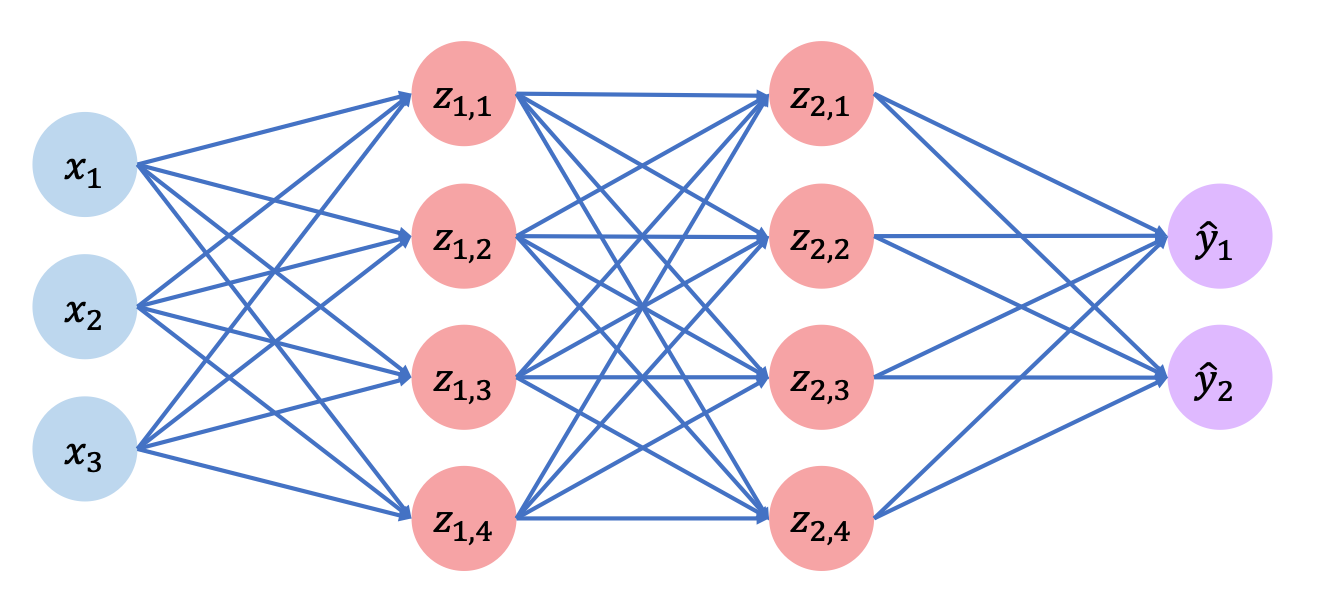 x₁
x₂
x₃
z₁,₁
z₁,₂
z₁,₃
z₁,₄
z₂,₁
z₂,₂
z₂,₃
z₂,₄
ŷ₁
ŷ₂